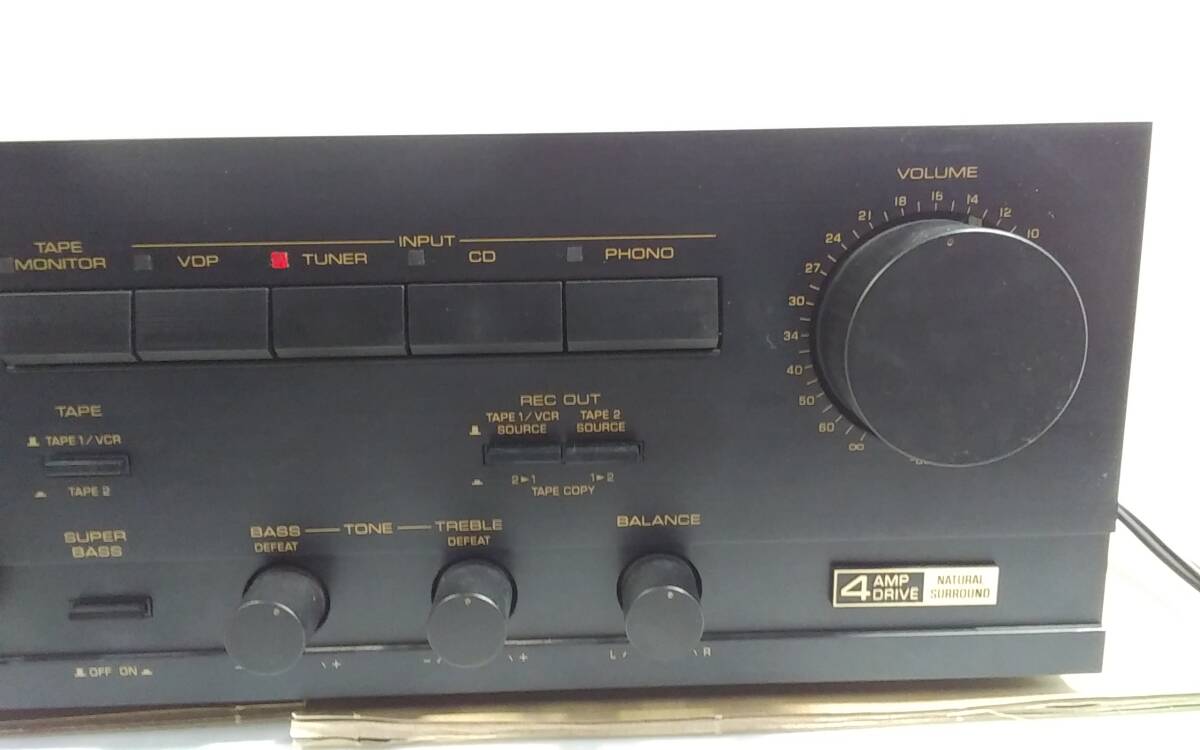 VOLUME
∞ 60 50 40 34 30 27 24 21 18 16 14 12 10
INPUT
TAPE
MONITOR
VDP
TUNER
CD
PHONO
TAPE
TAPE 1/VCR
TAPE 2
REC OUT
TAPE 1/VCR
SOURCE
TAPE 2
SOURCE
2►1
1►2
TAPE COPY
SUPER
BASS
OFF ON
BASS — TONE — TREBLE
DEFEAT
DEFEAT
- +
- +
BALANCE
L R
4 AMP
DRIVE
NATURAL
SURROUND